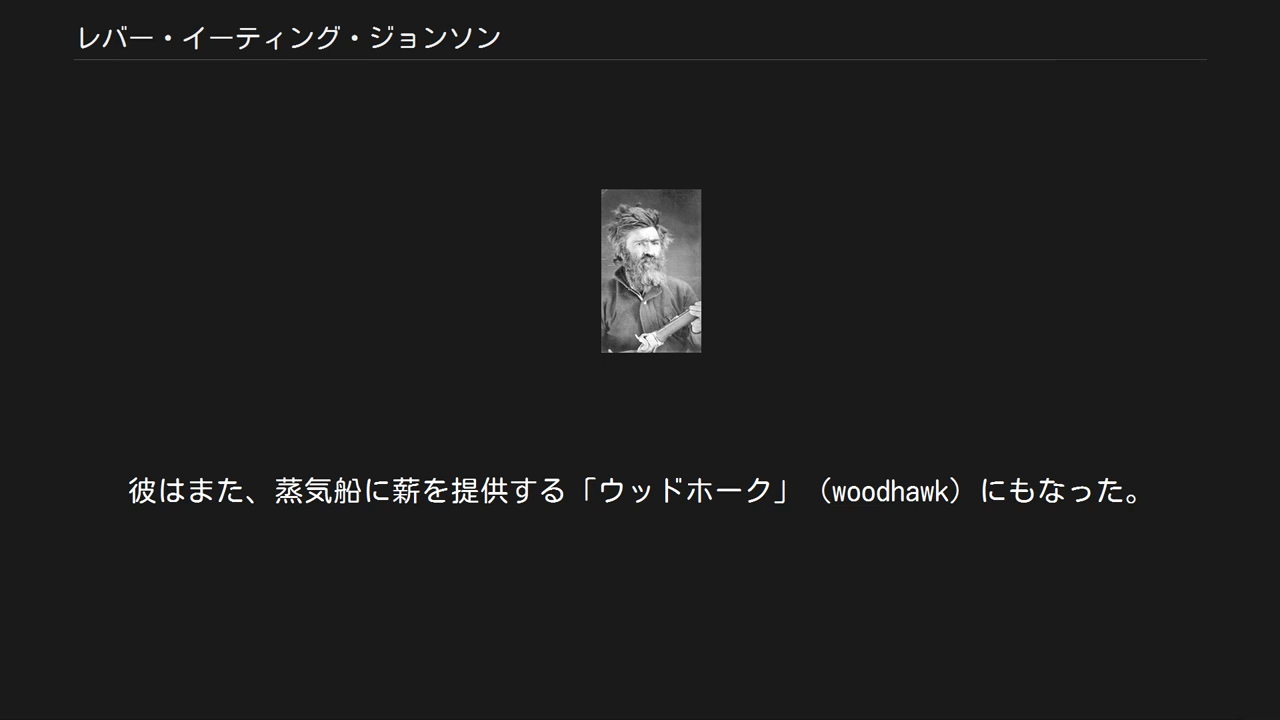 レバー・イーティング・ジョンソン
彼はまた、蒸気船に薪を提供する「ウッドホーク」（woodhawk）にもなった。